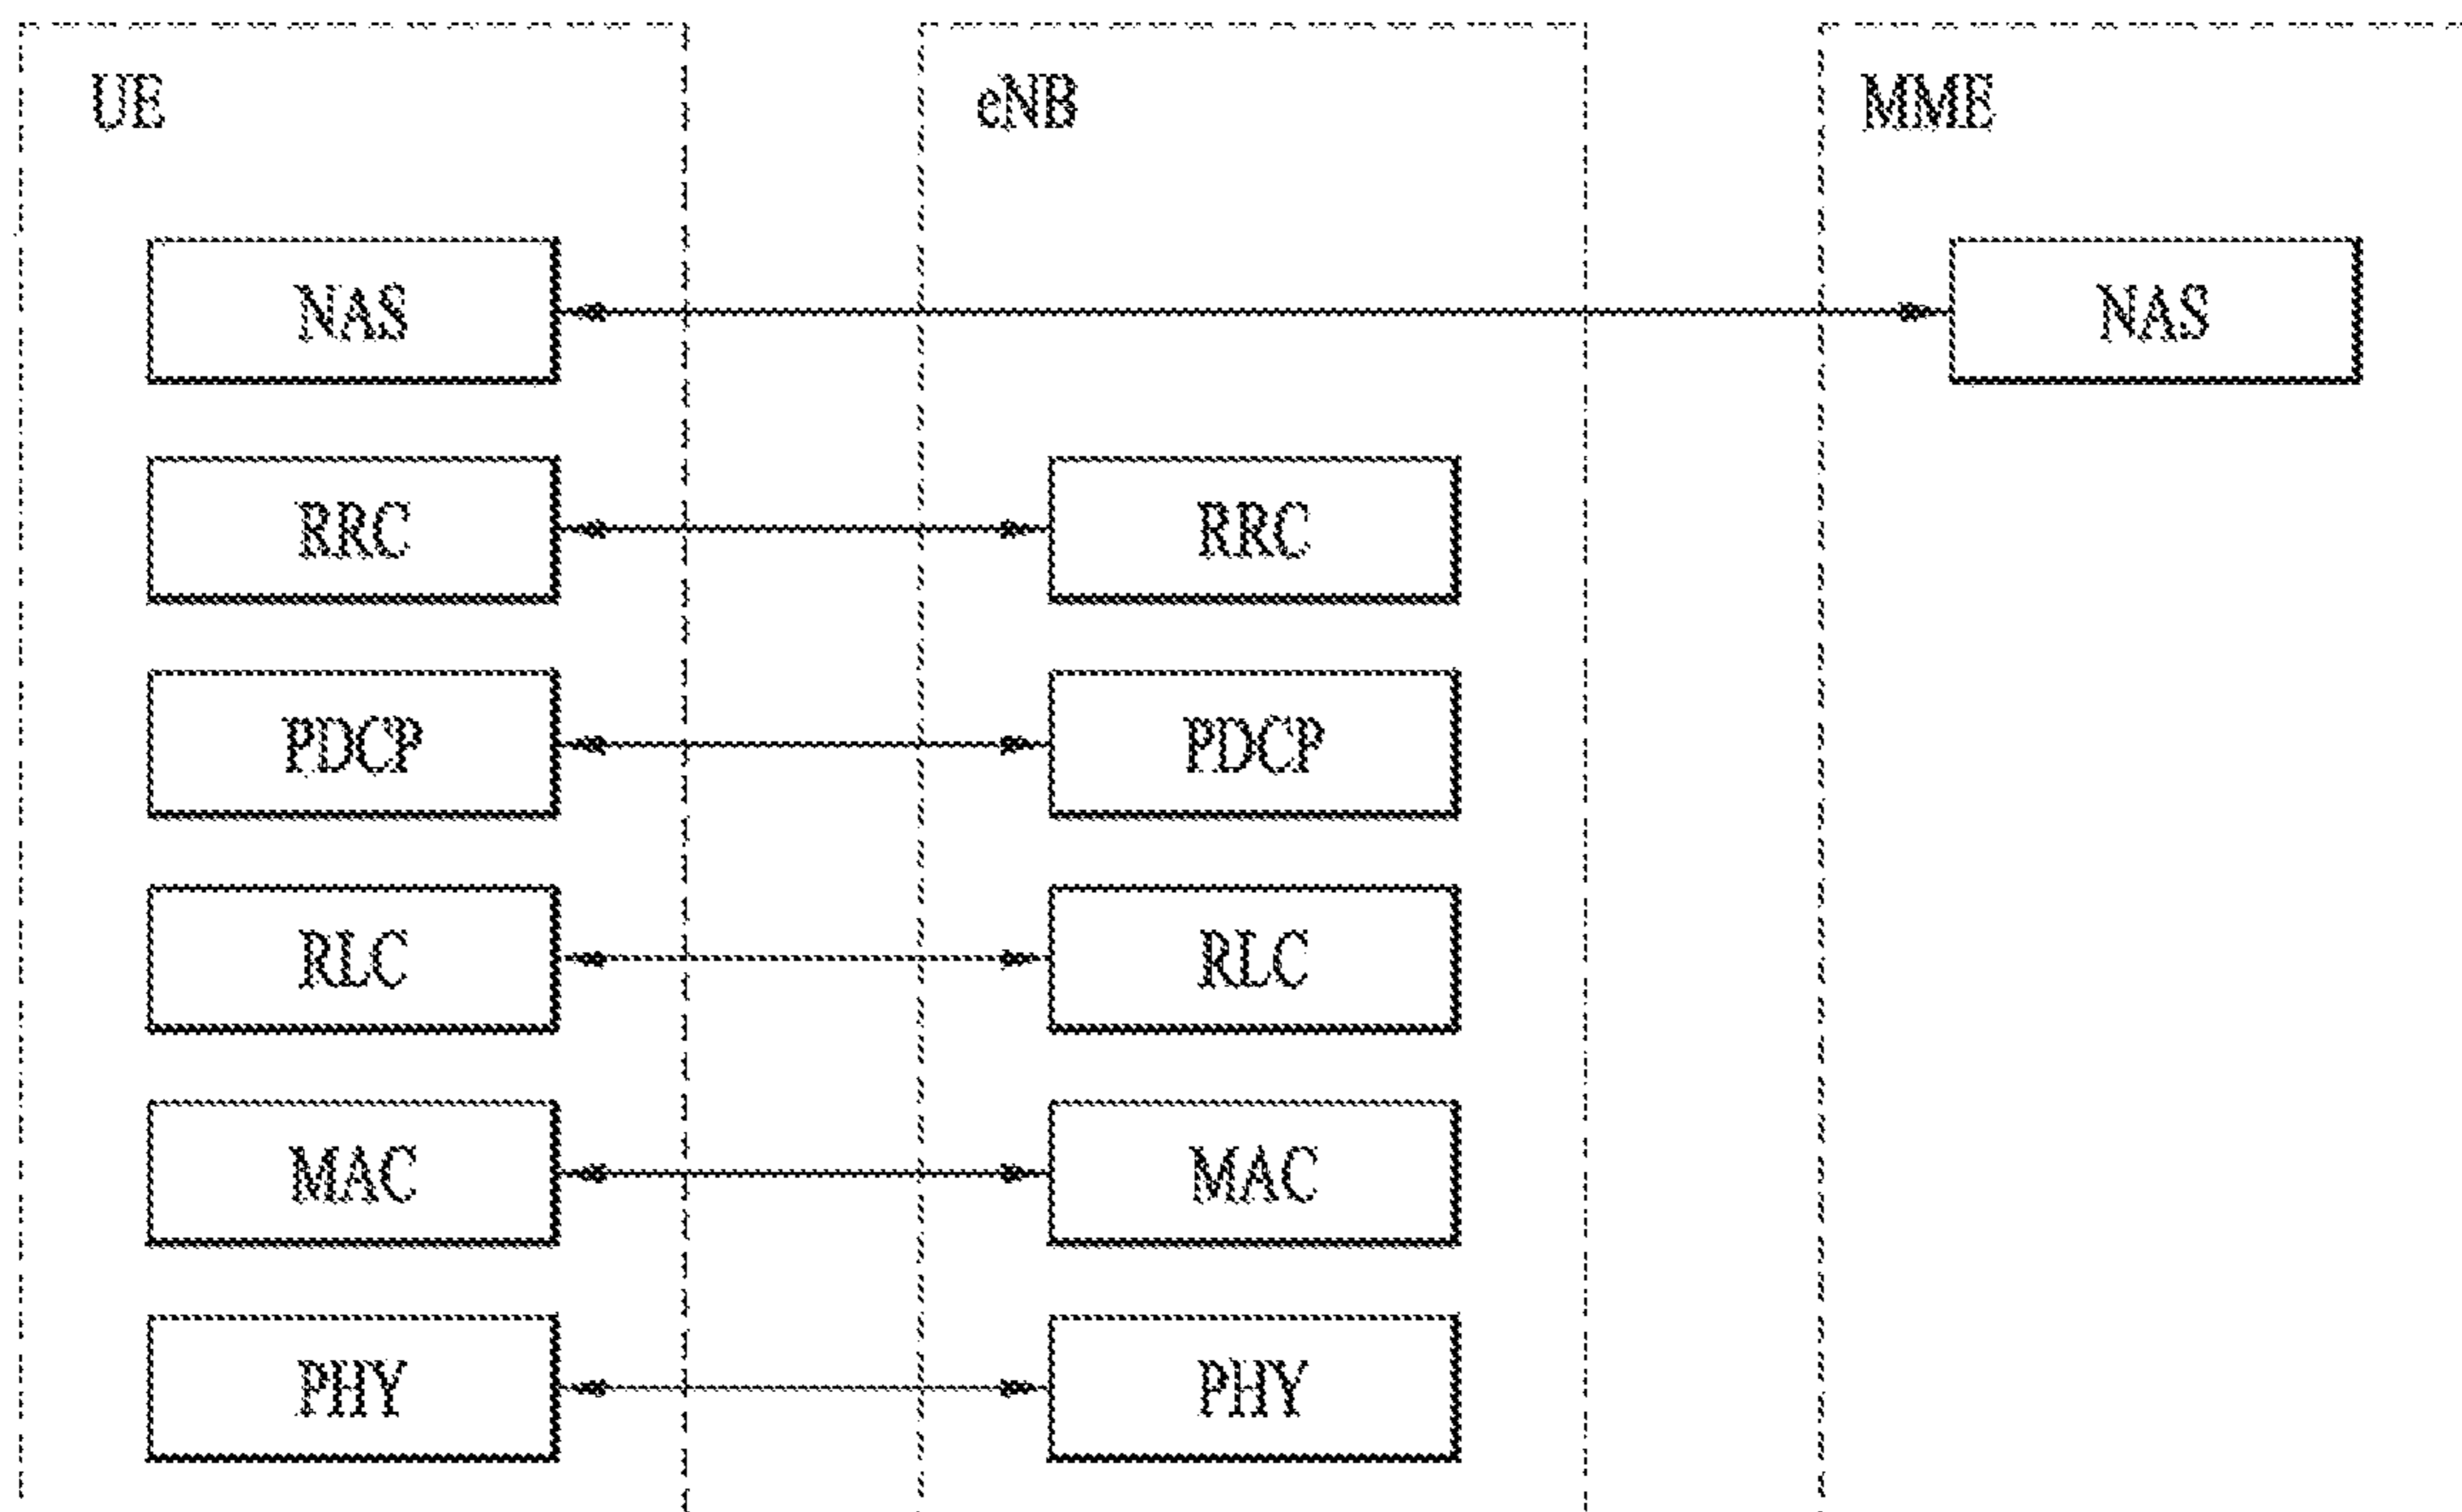 UE eNB MME
NAS NAS
RRC RRC
PDCP PDCP
RLC RLC
MAC MAC
PHY PHY